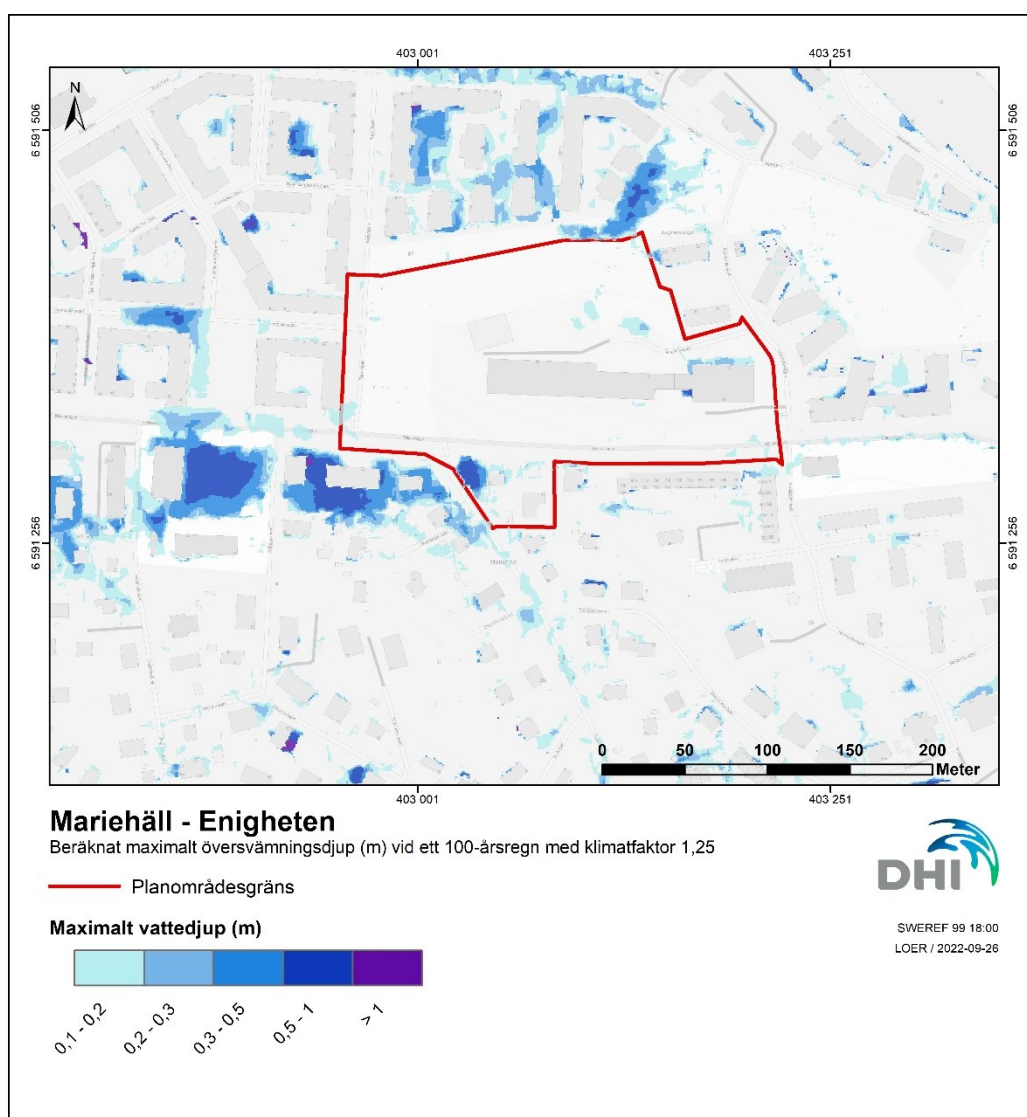 403 001
403 251
N
6 591 506
6 591 506
6 591 256
6 591 256
Mariehäll
Text
0
50
100
150
200
Meter
403 001
403 251
Mariehäll - Enigheten
Beräknat maximalt översvämningsdjup (m) vid ett 100-årsregn med klimatfaktor 1,25
Planområdesgräns
Maximalt vattedjup (m)
0,1 - 0,2
0,2 - 0,3
0,3 - 0,5
0,5 - 1
> 1
DHI
SWEREF 99 18:00
LOER / 2022-09-26